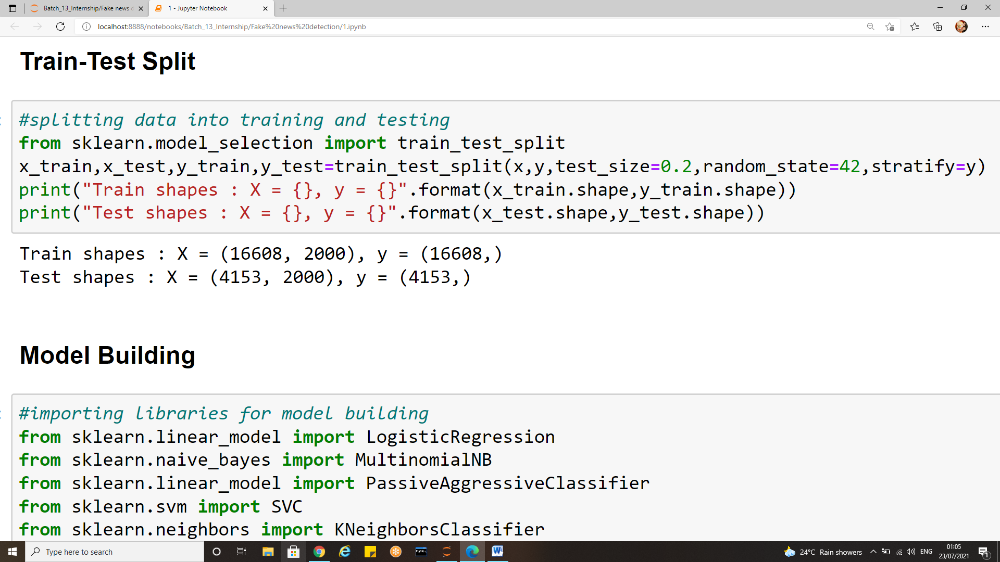 Batch_13_Internship/Fake news d
1 - Jupyter Notebook
localhost:8888/notebooks/Batch_13_Internship/Fake%20news%20detection/1.ipynb
Train-Test Split
#splitting data into training and testing
from sklearn.model_selection import train_test_split
x_train,x_test,y_train,y_test=train_test_split(x,y,test_size=0.2,random_state=42,stratify=y)
print("Train shapes : X = {}, y = {}".format(x_train.shape,y_train.shape))
print("Test shapes : X = {}, y = {}".format(x_test.shape,y_test.shape))
Train shapes : X = (16608, 2000), y = (16608,)
Test shapes : X = (4153, 2000), y = (4153,)
Model Building
#importing libraries for model building
from sklearn.linear_model import LogisticRegression
from sklearn.naive_bayes import MultinomialNB
from sklearn.linear_model import PassiveAggressiveClassifier
from sklearn.svm import SVC
from sklearn.neighbors import KNeighborsClassifier
Type here to search
MySQL
24°C Rain showers
ENG
01:05
23/07/2021
1